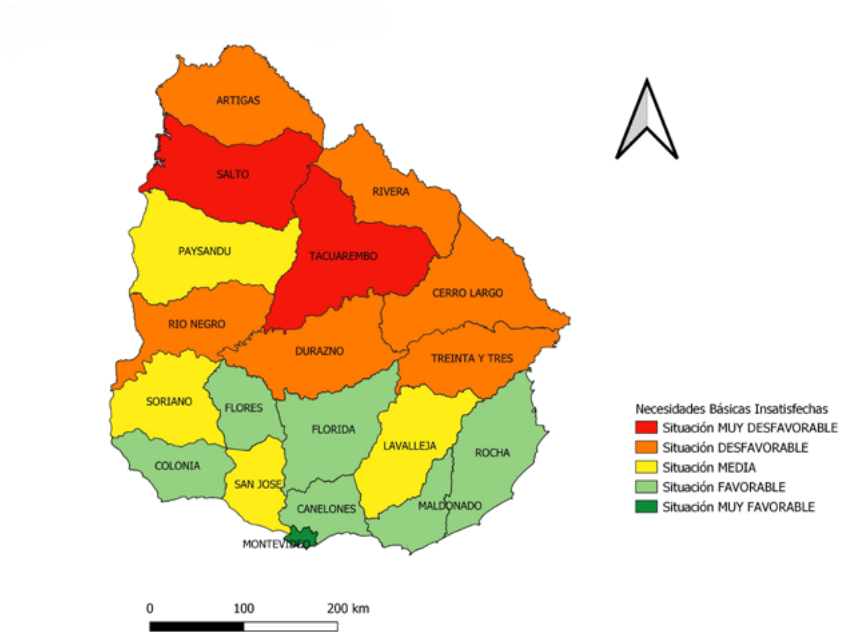 ARTIGAS
SALTO
RIVERA
PAYSANDU
TACUAREMBO
CERRO LARGO
RIO NEGRO
DURAZNO
TREINTA Y TRES
SORIANO
FLORES
FLORIDA
LAVALLEJA
ROCHA
COLONIA
SAN JOSE
CANELONES
MALDONADO
MONTEVIDEO
Necesidades Básicas Insatisfechas
Situación MUY DESFAVORABLE
Situación DESFAVORABLE
Situación MEDIA
Situación FAVORABLE
Situación MUY FAVORABLE
0 100 200 km